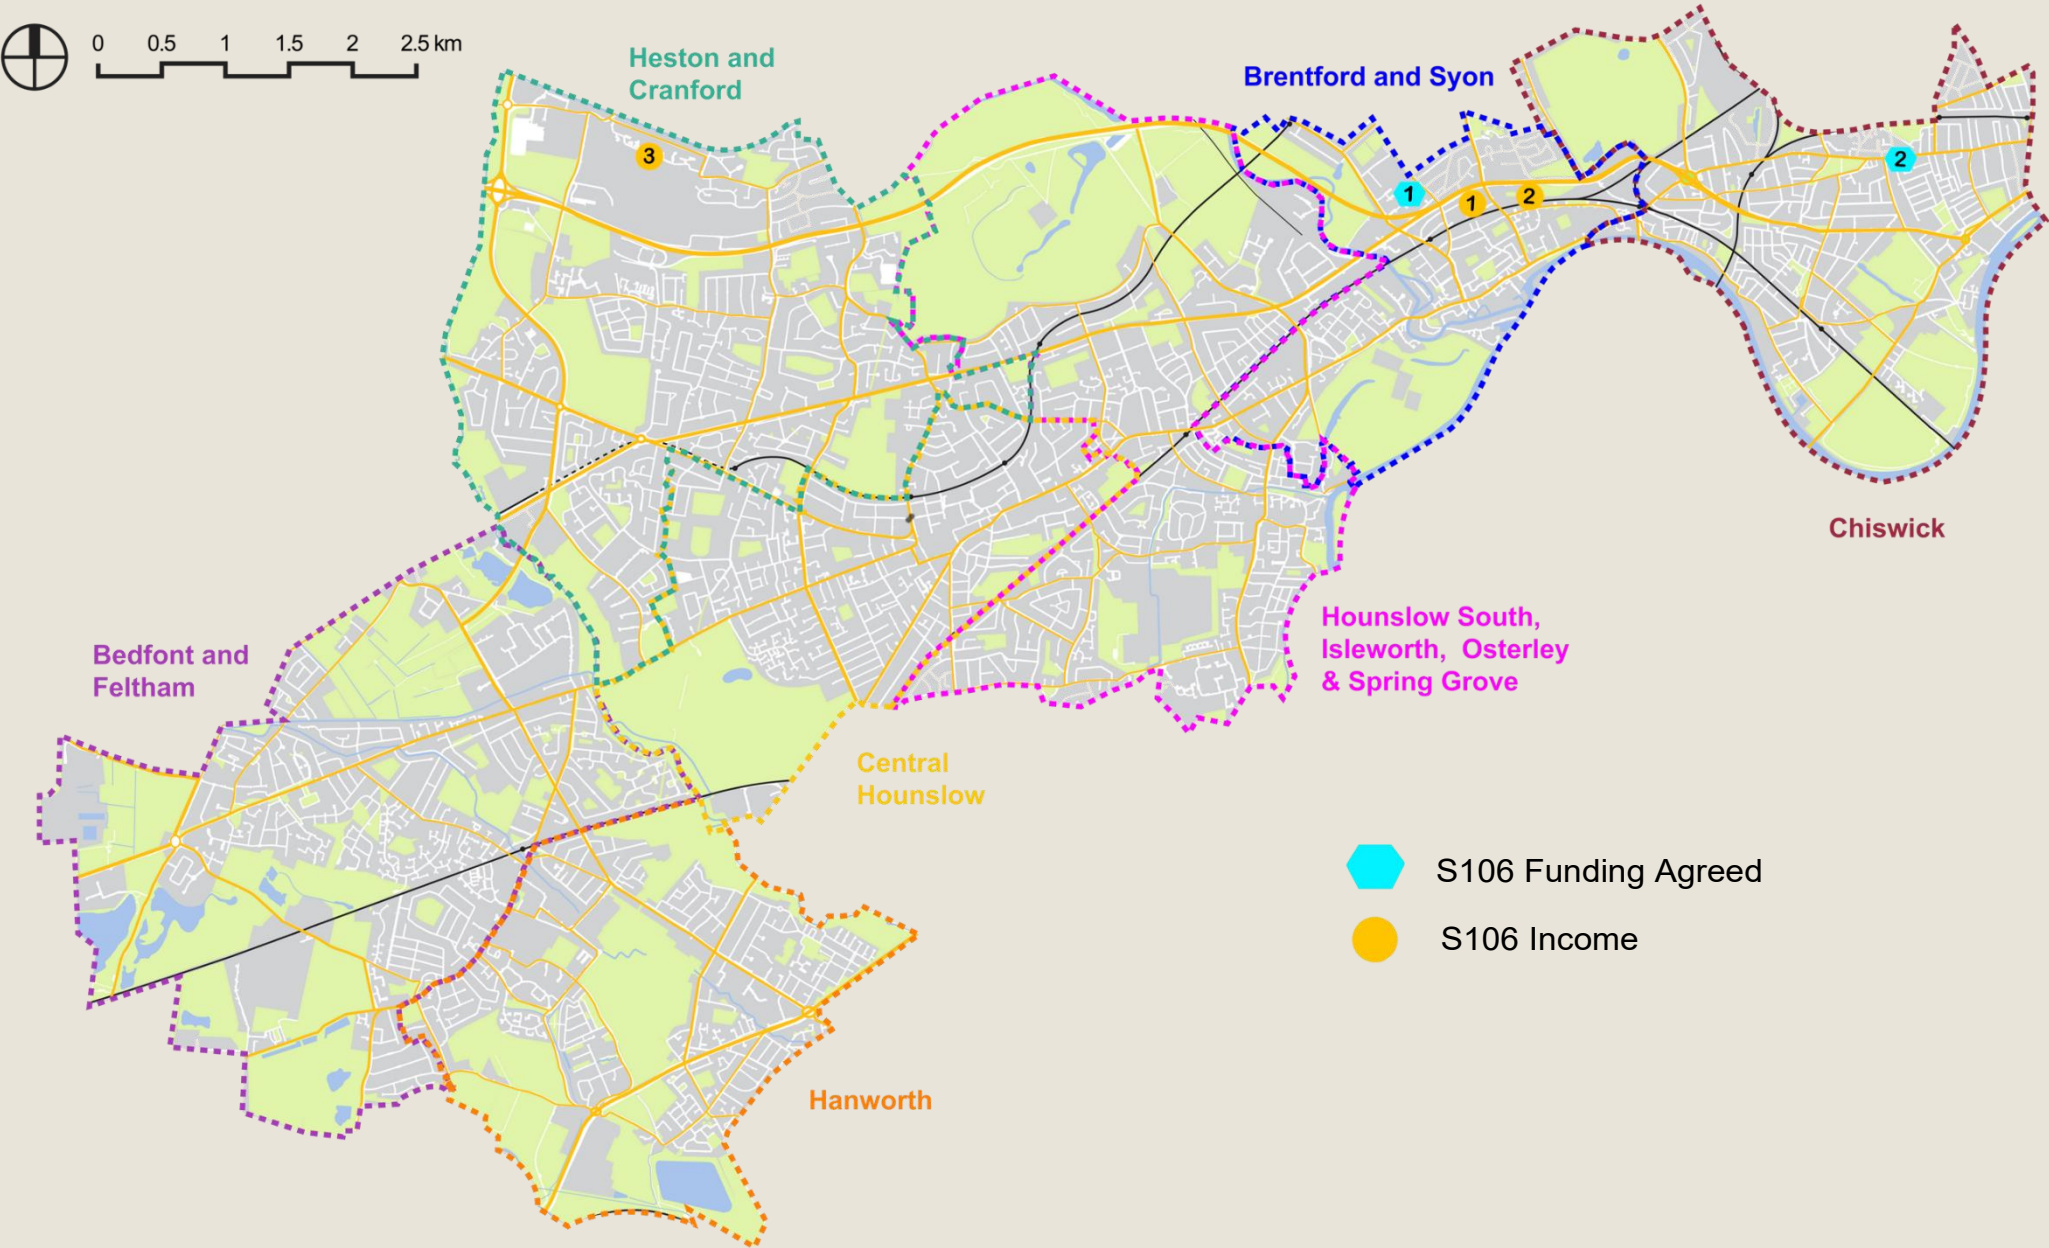 0 0.5 1 1.5 2 2.5 km
Heston and
Cranford
Brentford and Syon
3
1
1
2
2
Chiswick
Hounslow South,
Isleworth, Osterley
& Spring Grove
Bedfont and
Feltham
Central
Hounslow
S106 Funding Agreed
S106 Income
Hanworth